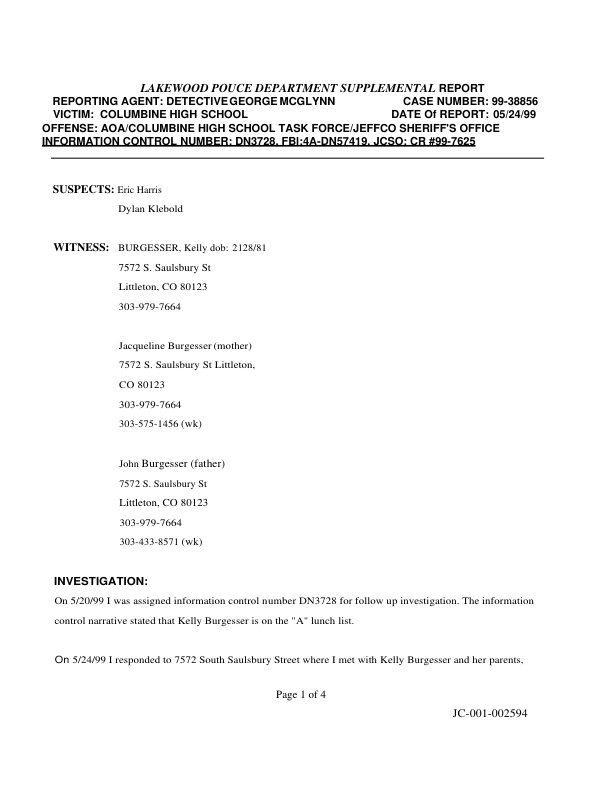 LAKEWOOD POUCE DEPARTMENT SUPPLEMENTAL REPORT
REPORTING AGENT: DETECTIVE GEORGE MCGLYNN CASE NUMBER: 99-38856
VICTIM: COLUMBINE HIGH SCHOOL DATE Of REPORT: 05/24/99
OFFENSE: AOA/COLUMBINE HIGH SCHOOL TASK FORCE/JEFFCO SHERIFF'S OFFICE
INFORMATION CONTROL NUMBER: DN3728. FBI:4A-DN57419. JCSO: CR #99-7625
SUSPECTS: Eric Harris
Dylan Klebold
WITNESS: BURGESSER, Kelly dob: 2128/81
7572 S. Saulsbury St
Littleton, CO 80123
303-979-7664
Jacqueline Burgesser (mother)
7572 S. Saulsbury St Littleton,
CO 80123
303-979-7664
303-575-1456 (wk)
John Burgesser (father)
7572 S. Saulsbury St
Littleton, CO 80123
303-979-7664
303-433-8571 (wk)
INVESTIGATION:
On 5/20/99 I was assigned information control number DN3728 for follow up investigation. The information
control narrative stated that Kelly Burgesser is on the "A" lunch list.
On 5/24/99 I responded to 7572 South Saulsbury Street where I met with Kelly Burgesser and her parents,
Page 1 of 4
JC-001-002594